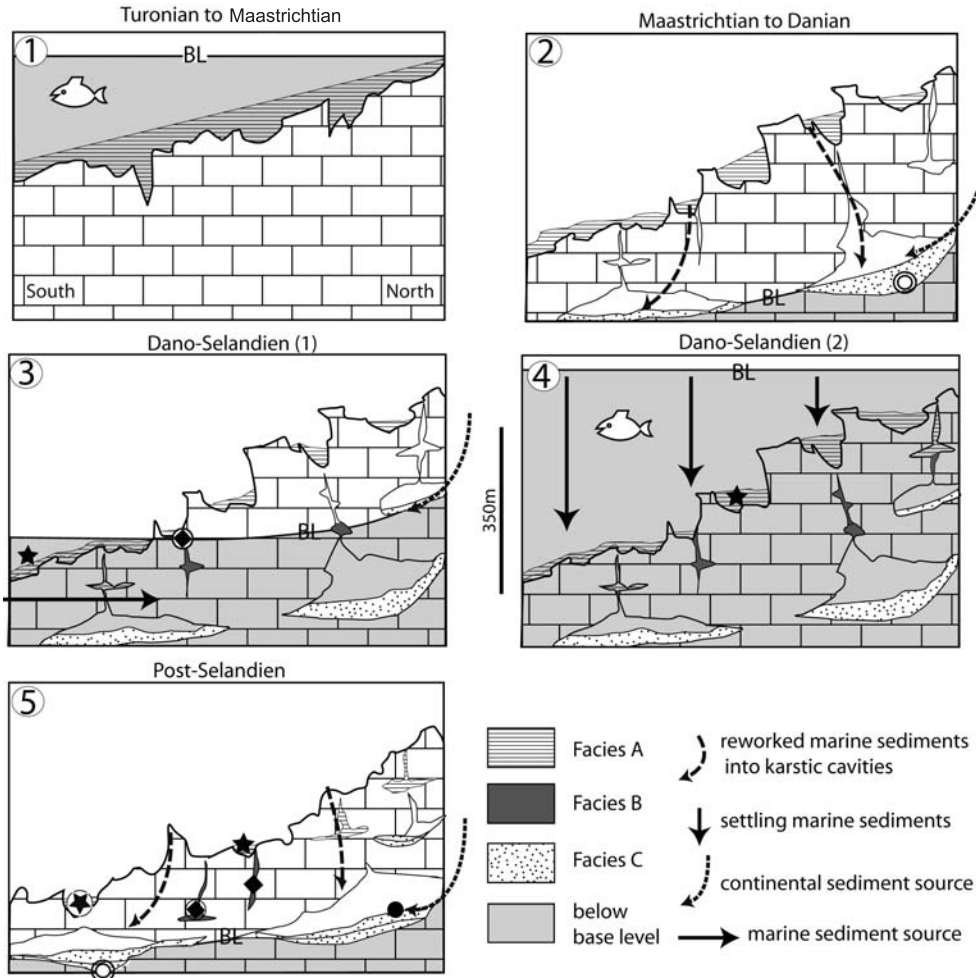 Turonian to Maastrichtian
1
BL
South
North
Maastrichtian to Danian
2
BL
Dano-Selandien (1)
3
BL
Dano-Selandien (2)
4
BL
350m
Post-Selandien
5
BL
Facies A
Facies B
Facies C
below
base level
reworked marine sediments
into karstic cavities
settling marine sediments
continental sediment source
marine sediment source